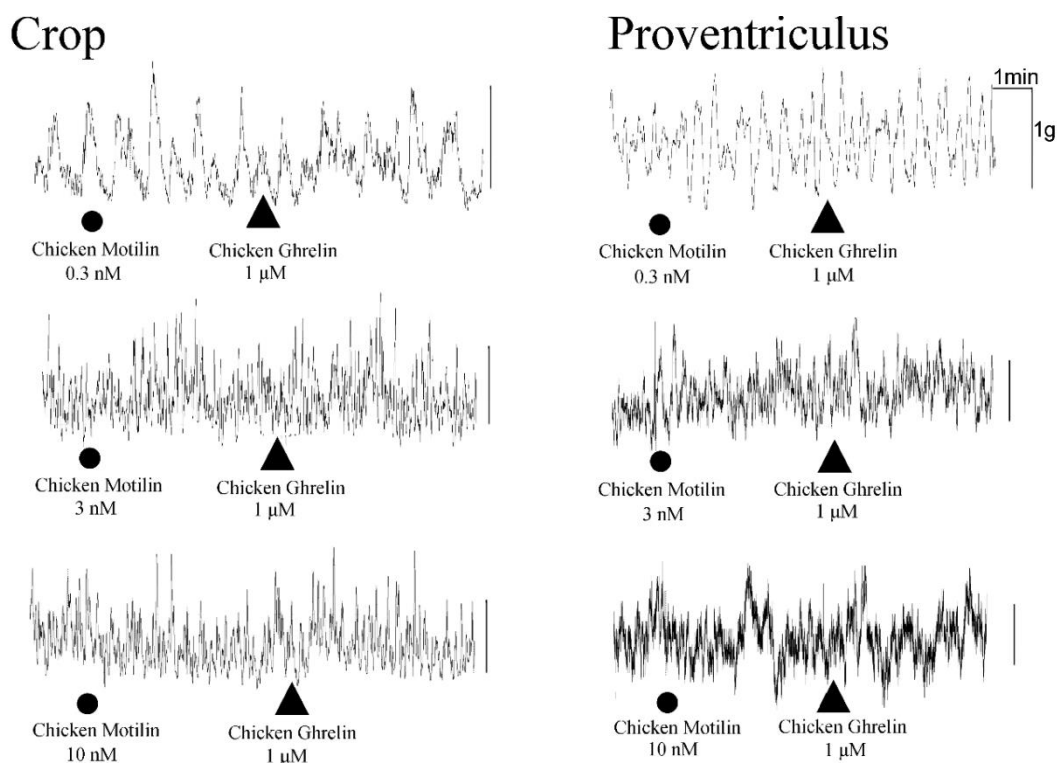 Crop
Proventriculus
1min
1g
Chicken Motilin
0.3 nM
Chicken Ghrelin
1 μM
Chicken Motilin
0.3 nM
Chicken Ghrelin
1 μM
Chicken Motilin
3 nM
Chicken Ghrelin
1 μM
Chicken Motilin
3 nM
Chicken Ghrelin
1 μM
Chicken Motilin
10 nM
Chicken Ghrelin
1 μM
Chicken Motilin
10 nM
Chicken Ghrelin
1 μM